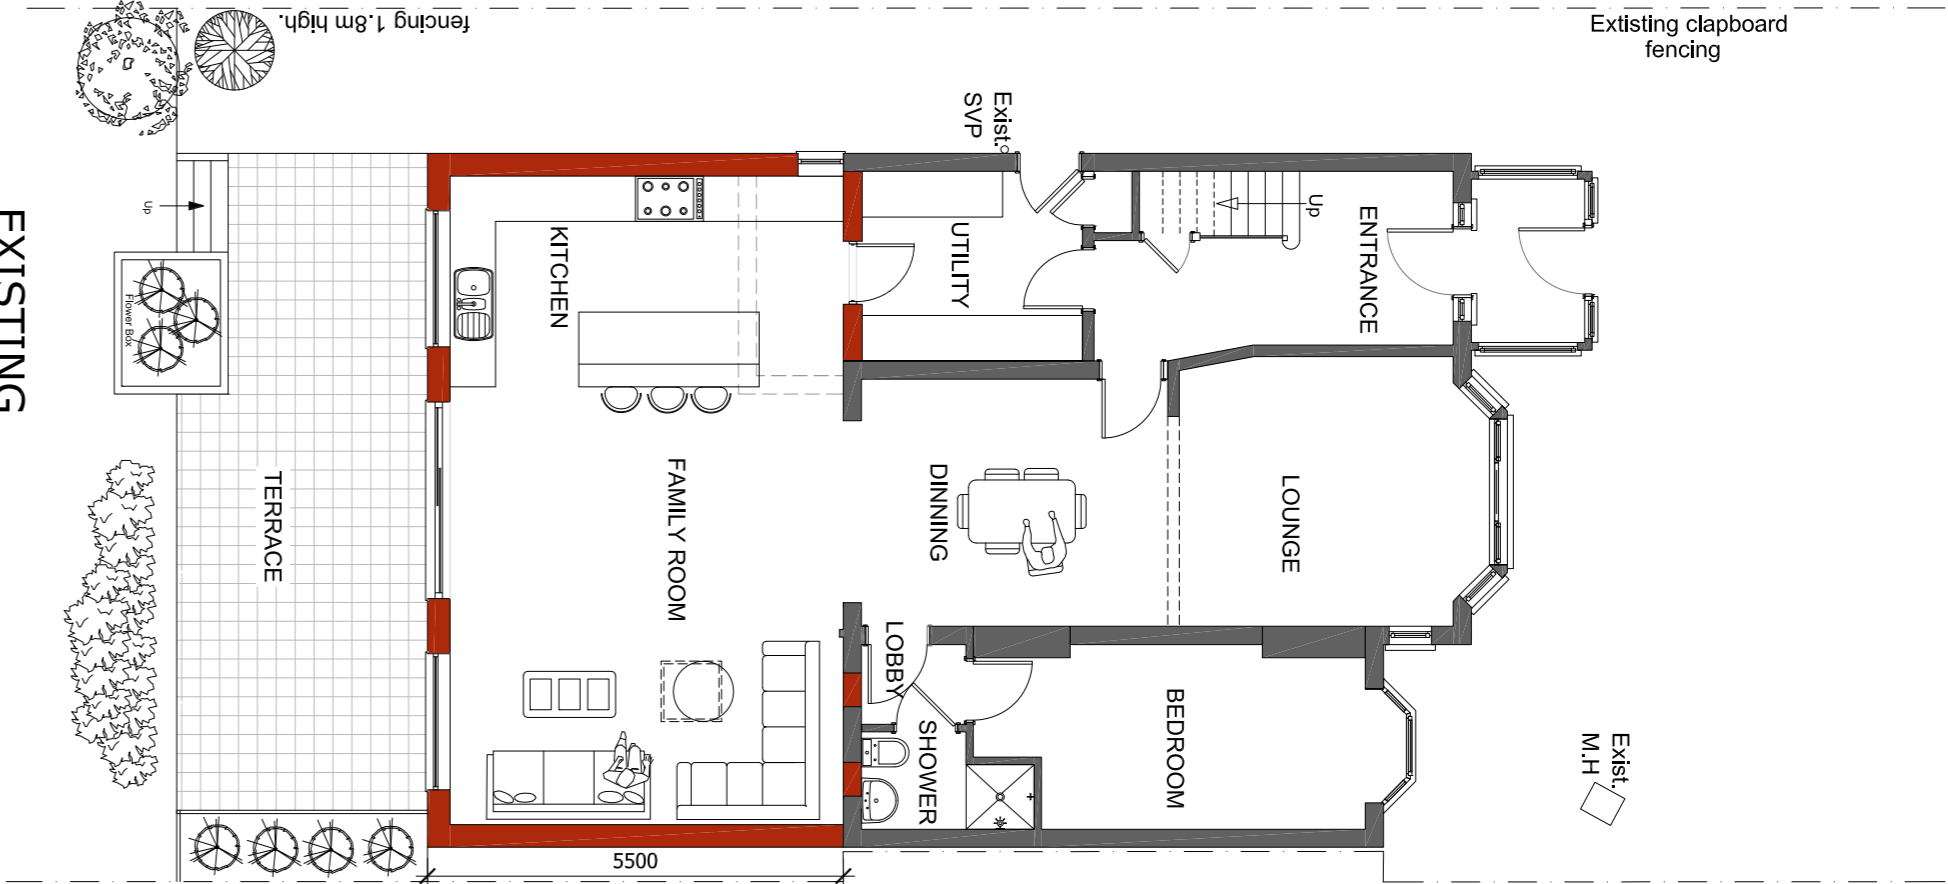 fencing 1.8m high.
Extisting clapboard
fencing
Exist.
SVP
Up
Up
ENTRANCE
UTILITY
KITCHEN
Flower Box
EXISTING
TERRACE
FAMILY ROOM
DINNING
LOUNGE
LOBBY
SHOWER
BEDROOM
Exist.
M.H
5500